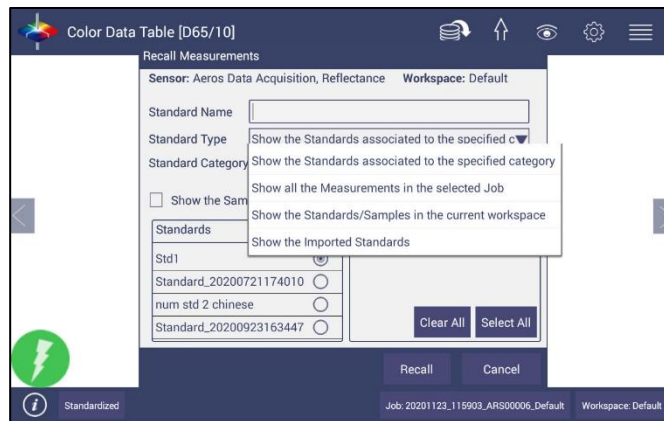 Color Data Table [D65/10]
Recall Measurements
Sensor: Aeros Data Acquisition, Reflectance Workspace: Default
Standard Name
Standard Type Show the Standards associated to the specified c
Standard Category
Show the Standards associated to the specified category
Show all the Measurements in the selected Job
Show the Standards/Samples in the current workspace
Show the Imported Standards
Show the Sam
Standards
Std1
Standard_20200721174010
num std 2 chinese
Standard_20200923163447
Clear All Select All
Recall Cancel
i Standardized Job: 20201123_115903_ARS00006_Default Workspace: Default